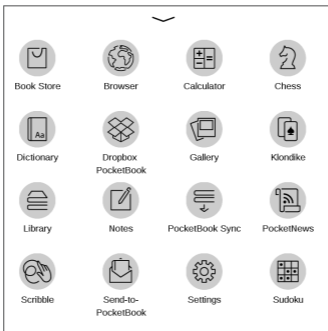 Book Store
Browser
Calculator
Chess
Aa
Dictionary
Dropbox
PocketBook
Gallery
Klondike
Library
Notes
PocketBook Sync
PocketNews
Scribble
Send-to-
PocketBook
Settings
Sudoku